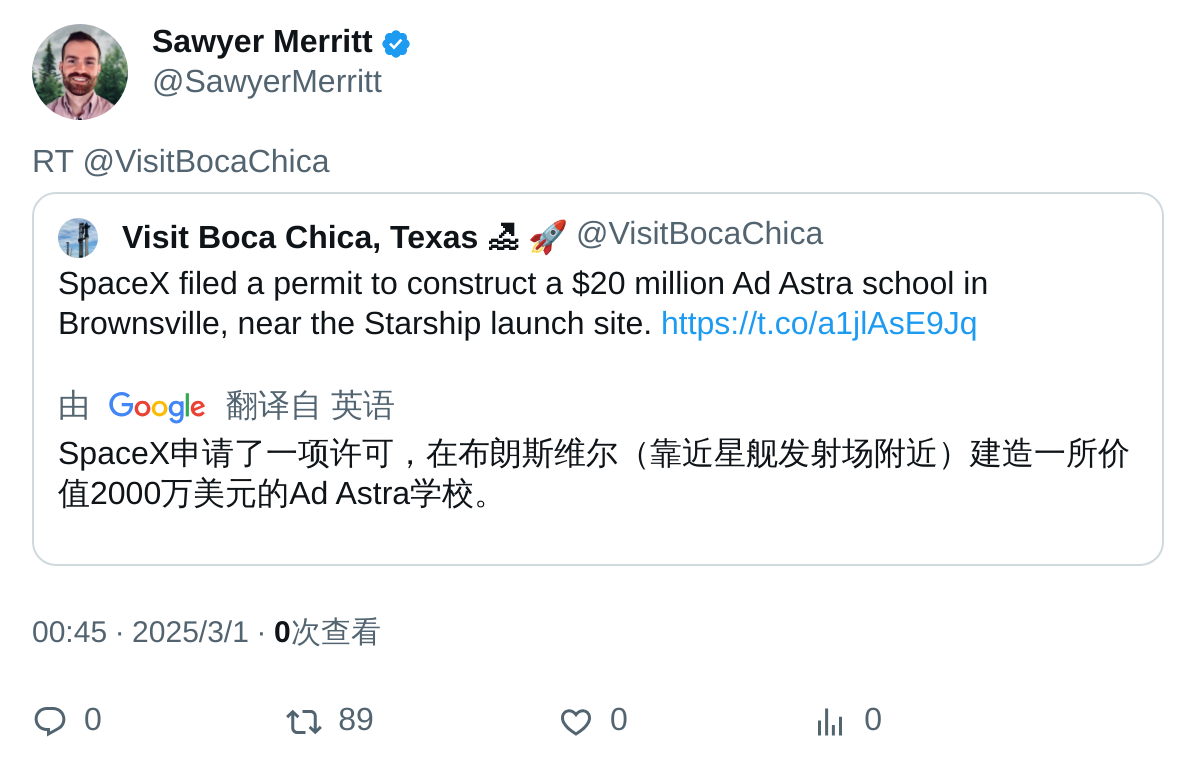 Sawyer Merritt
@SawyerMerritt
RT @VisitBocaChica
Visit Boca Chica, Texas 🏖🚀 @VisitBocaChica
SpaceX filed a permit to construct a $20 million Ad Astra school in
Brownsville, near the Starship launch site. https://t.co/a1jlAsE9Jq
由 Google 翻译自 英语
SpaceX申请了一项许可，在布朗斯维尔（靠近星舰发射场附近）建造一所价
值2000万美元的Ad Astra学校。
00:45 · 2025/3/1 · 0次查看
0 89 0 0